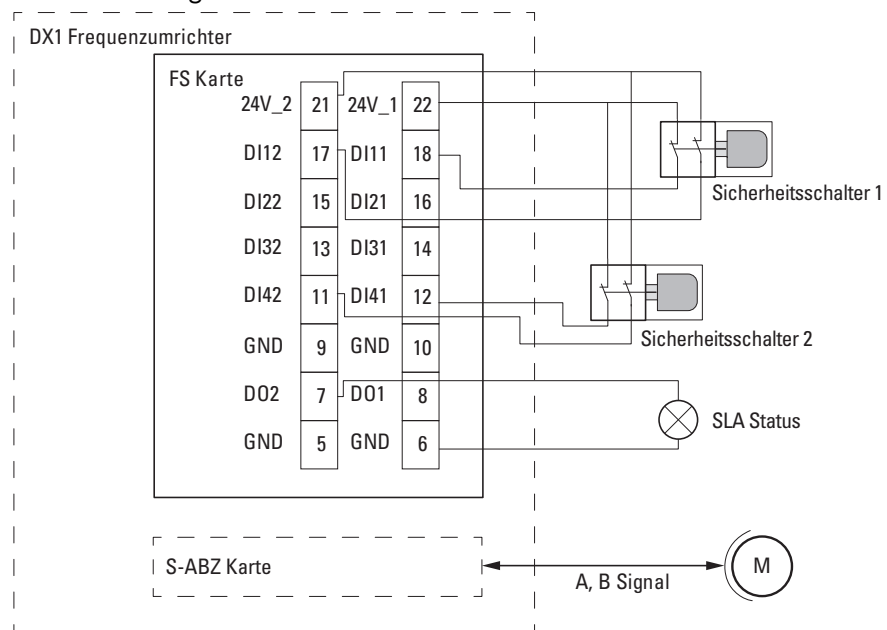 DX1 Frequenzumrichter
FS Karte
24V_2 21 24V_1 22
DI12 17 DI11 18
Sicherheitsschalter 1
DI22 15 DI21 16
DI32 13 DI31 14
DI42 11 DI41 12
Sicherheitsschalter 2
GND 9 GND 10
DO2 7 DO1 8
SLA Status
GND 5 GND 6
S-ABZ Karte
A, B Signal
M